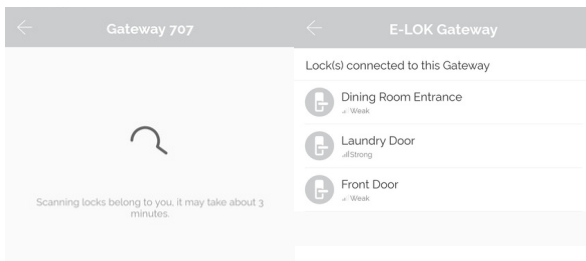 Gateway 707
Scanning locks belong to you, it may take about 3
minutes.
E-LOK Gateway
Lock(s) connected to this Gateway
Dining Room Entrance
Weak
Laundry Door
Strong
Front Door
Weak